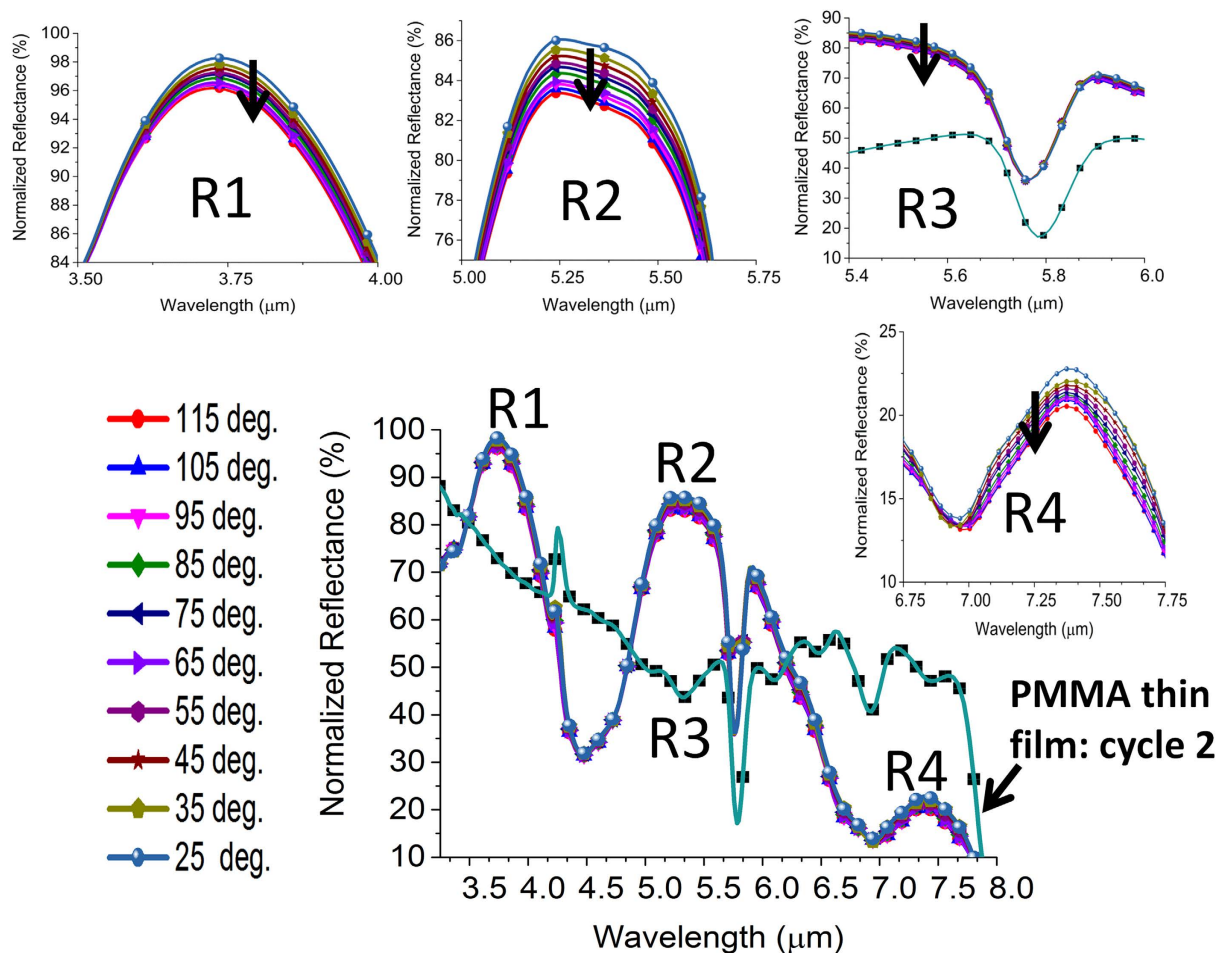 100
98
96
94
92
90
88
86
84
3.50
3.75
4.00
Normalized Reflectance (%)
Wavelength (μm)
R1
86
84
82
80
78
76
5.00
5.25
5.50
5.75
Normalized Reflectance (%)
Wavelength (μm)
R2
90
80
70
60
50
40
30
20
10
5.4
5.6
5.8
6.0
Normalized Reflectance (%)
Wavelength (μm)
R3
25
20
15
10
6.75
7.00
7.25
7.50
7.75
Normalized Reflectance (%)
Wavelength (μm)
R4
115 deg.
105 deg.
95 deg.
85 deg.
75 deg.
65 deg.
55 deg.
45 deg.
35 deg.
25 deg.
100
90
80
70
60
50
40
30
20
10
3.5 4.0 4.5 5.0 5.5 6.0 6.5 7.0 7.5 8.0
Normalized Reflectance (%)
Wavelength (μm)
R1
R2
R3
R4
PMMA thin
film: cycle 2